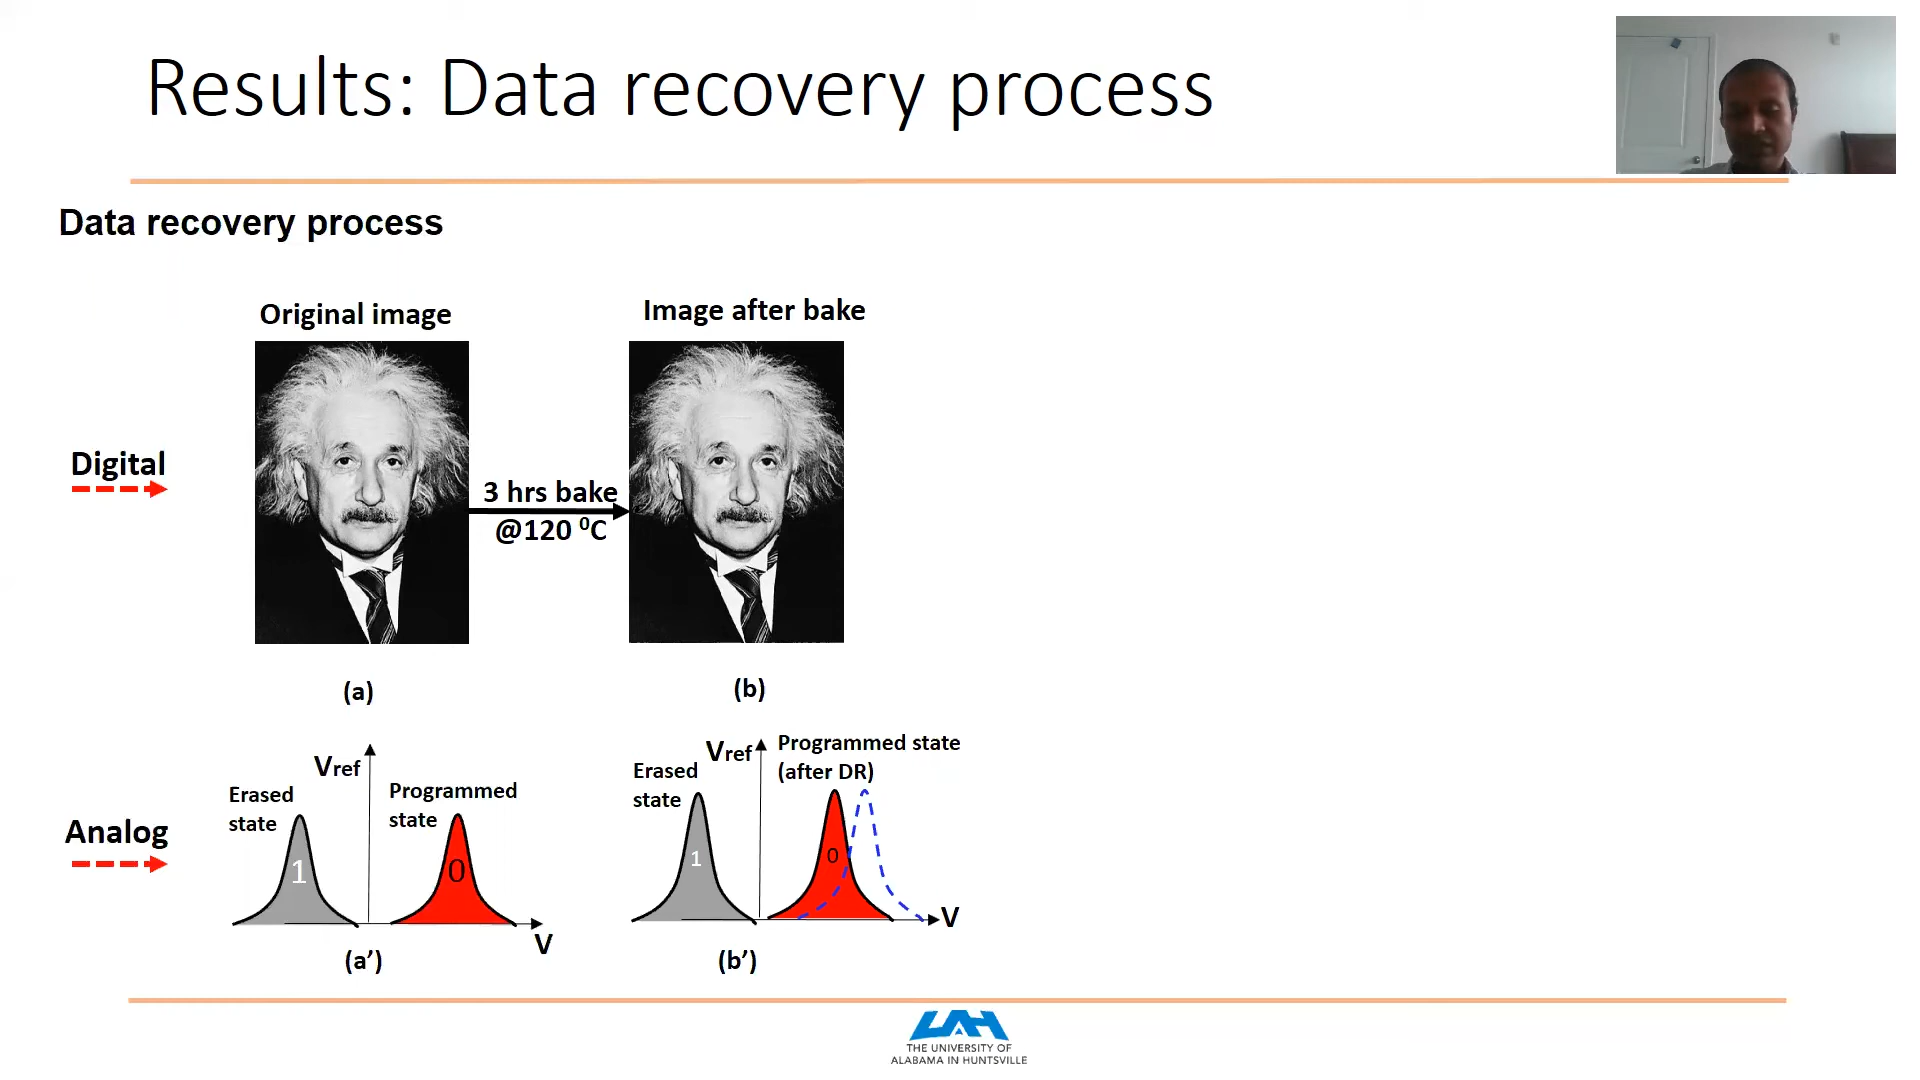 Results: Data recovery process
Data recovery process
Original image
Image after bake
Digital
3 hrs bake
@120 ⁰C
(a)
(b)
Analog
Vref
Erased
state
Programmed
state
1
0
V
(a’)
Vref
Erased
state
Programmed state
(after DR)
1
0
V
(b’)
UAH
THE UNIVERSITY OF
ALABAMA IN HUNTSVILLE